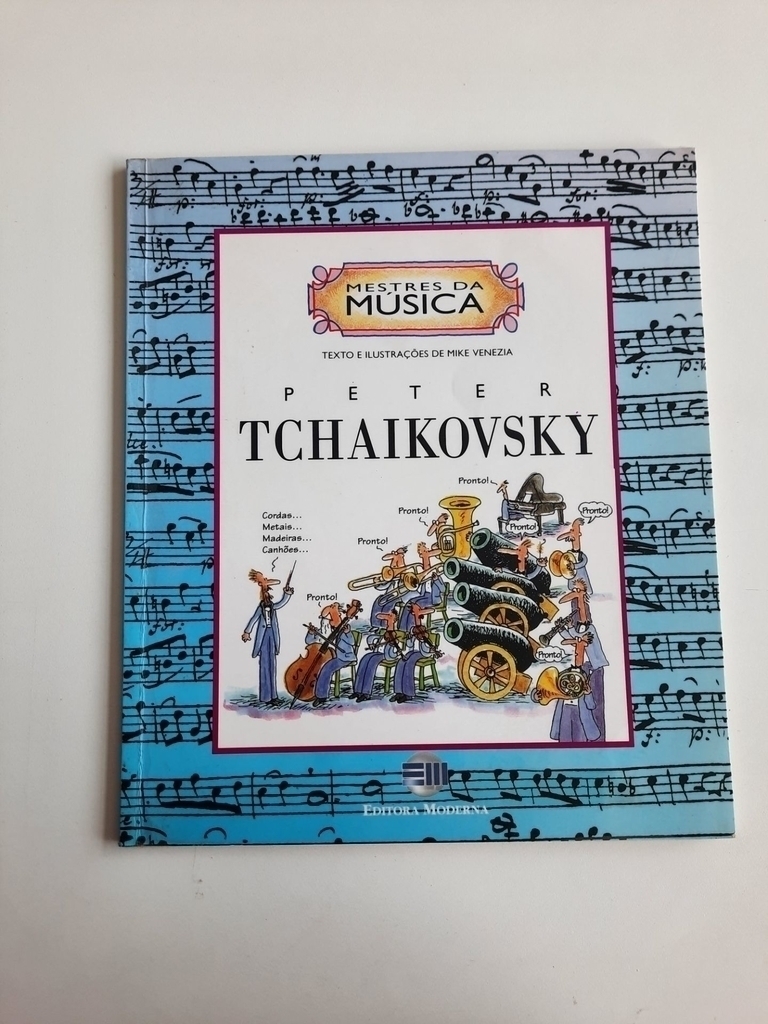 MESTRES DA
MÚSICA
TEXTO E ILUSTRAÇÕES DE MIKE VENEZIA
PETER
TCHAIKOVSKY
Pronto!
Pronto!
Pronto!
Pronto!
Cordas...
Metais...
Madeiras...
Canhões...
Pronto!
Pronto!
Pronto!
EDITORA MODERNA